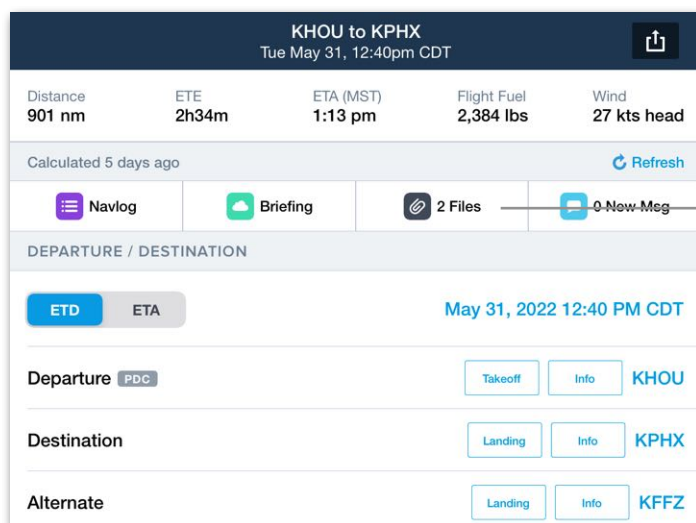 KHOU to KPHX
Tue May 31, 12:40pm CDT
Distance ETE ETA (MST) Flight Fuel Wind
901 nm 2h34m 1:13 pm 2,384 lbs 27 kts head
Calculated 5 days ago Refresh
Navlog Briefing 2 Files 0 New Msg
DEPARTURE / DESTINATION
ETD ETA May 31, 2022 12:40 PM CDT
Departure PDC Takeoff Info KHOU
Destination Landing Info KPHX
Alternate Landing Info KFFZ